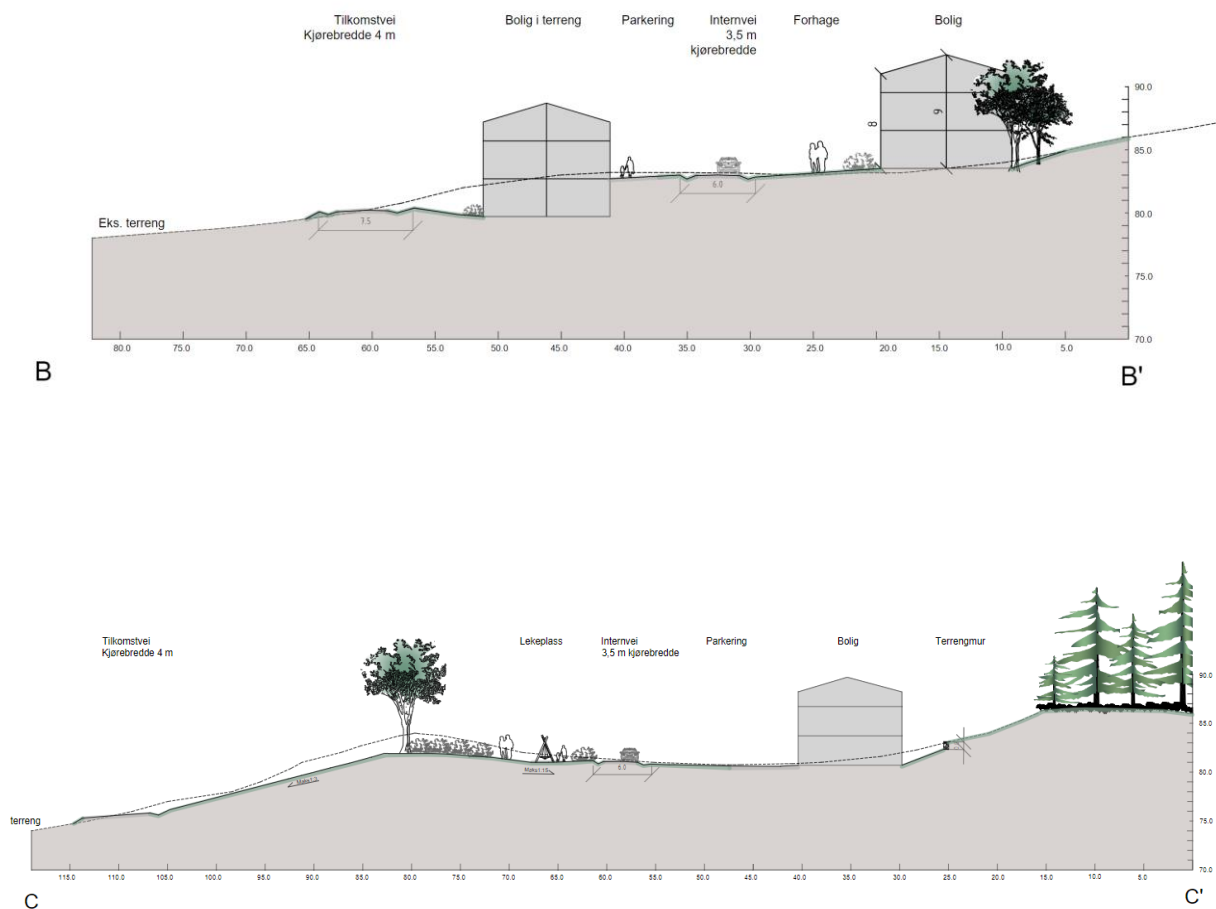 Tilkomstvei
Kjørebredde 4 m
Bolig i terreng
Parkering
Internvei
3,5 m
kjørebredde
Forhage
Bolig
8
9
90.0
85.0
80.0
75.0
70.0
Eks. terreng
7.5
6.0
80.0 75.0 70.0 65.0 60.0 55.0 50.0 45.0 40.0 35.0 30.0 25.0 20.0 15.0 10.0 5.0
B
B'
Tilkomstvei
Kjørebredde 4 m
Lekeplass
Internvei
3,5 m kjørebredde
Parkering
Bolig
Terrengmur
90.0
85.0
80.0
75.0
70.0
6.0
terreng
115.0 110.0 105.0 100.0 95.0 90.0 85.0 80.0 75.0 70.0 65.0 60.0 55.0 50.0 45.0 40.0 35.0 30.0 25.0 20.0 15.0 10.0 5.0
C
C'